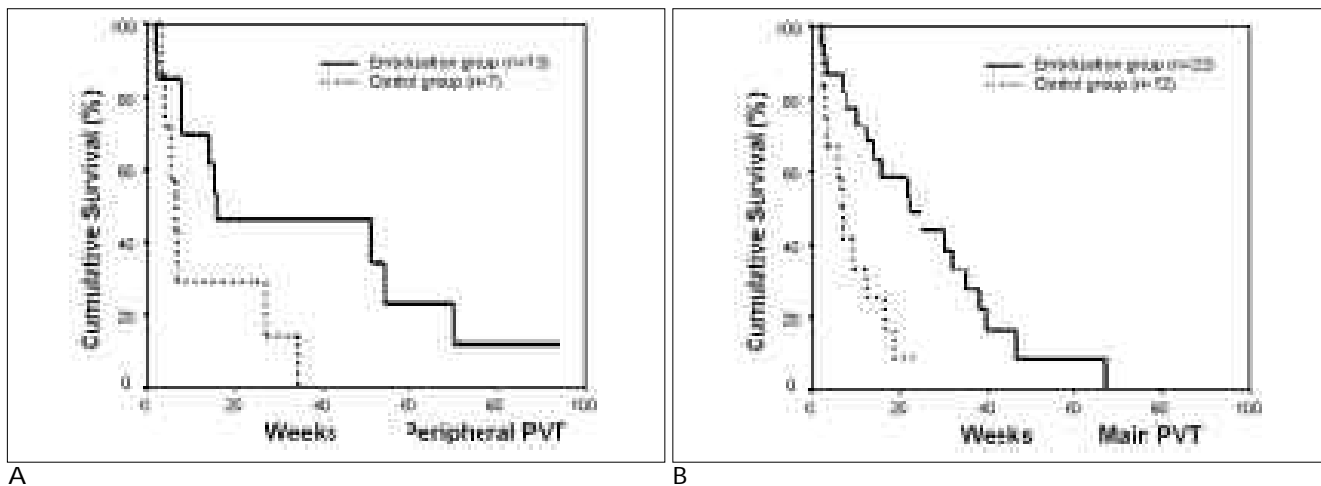 100
80
60
40
20
0
Cumulative Survival (%)
Embolization group (n=13)
Control group (n=7)
0 20 40 60 80 100
Weeks Peripheral PVT
A
100
80
60
40
20
0
Cumulative Survival (%)
Embolization group
Control group (n=12)
0 20 40 60 80 100
Weeks Main PVT
B